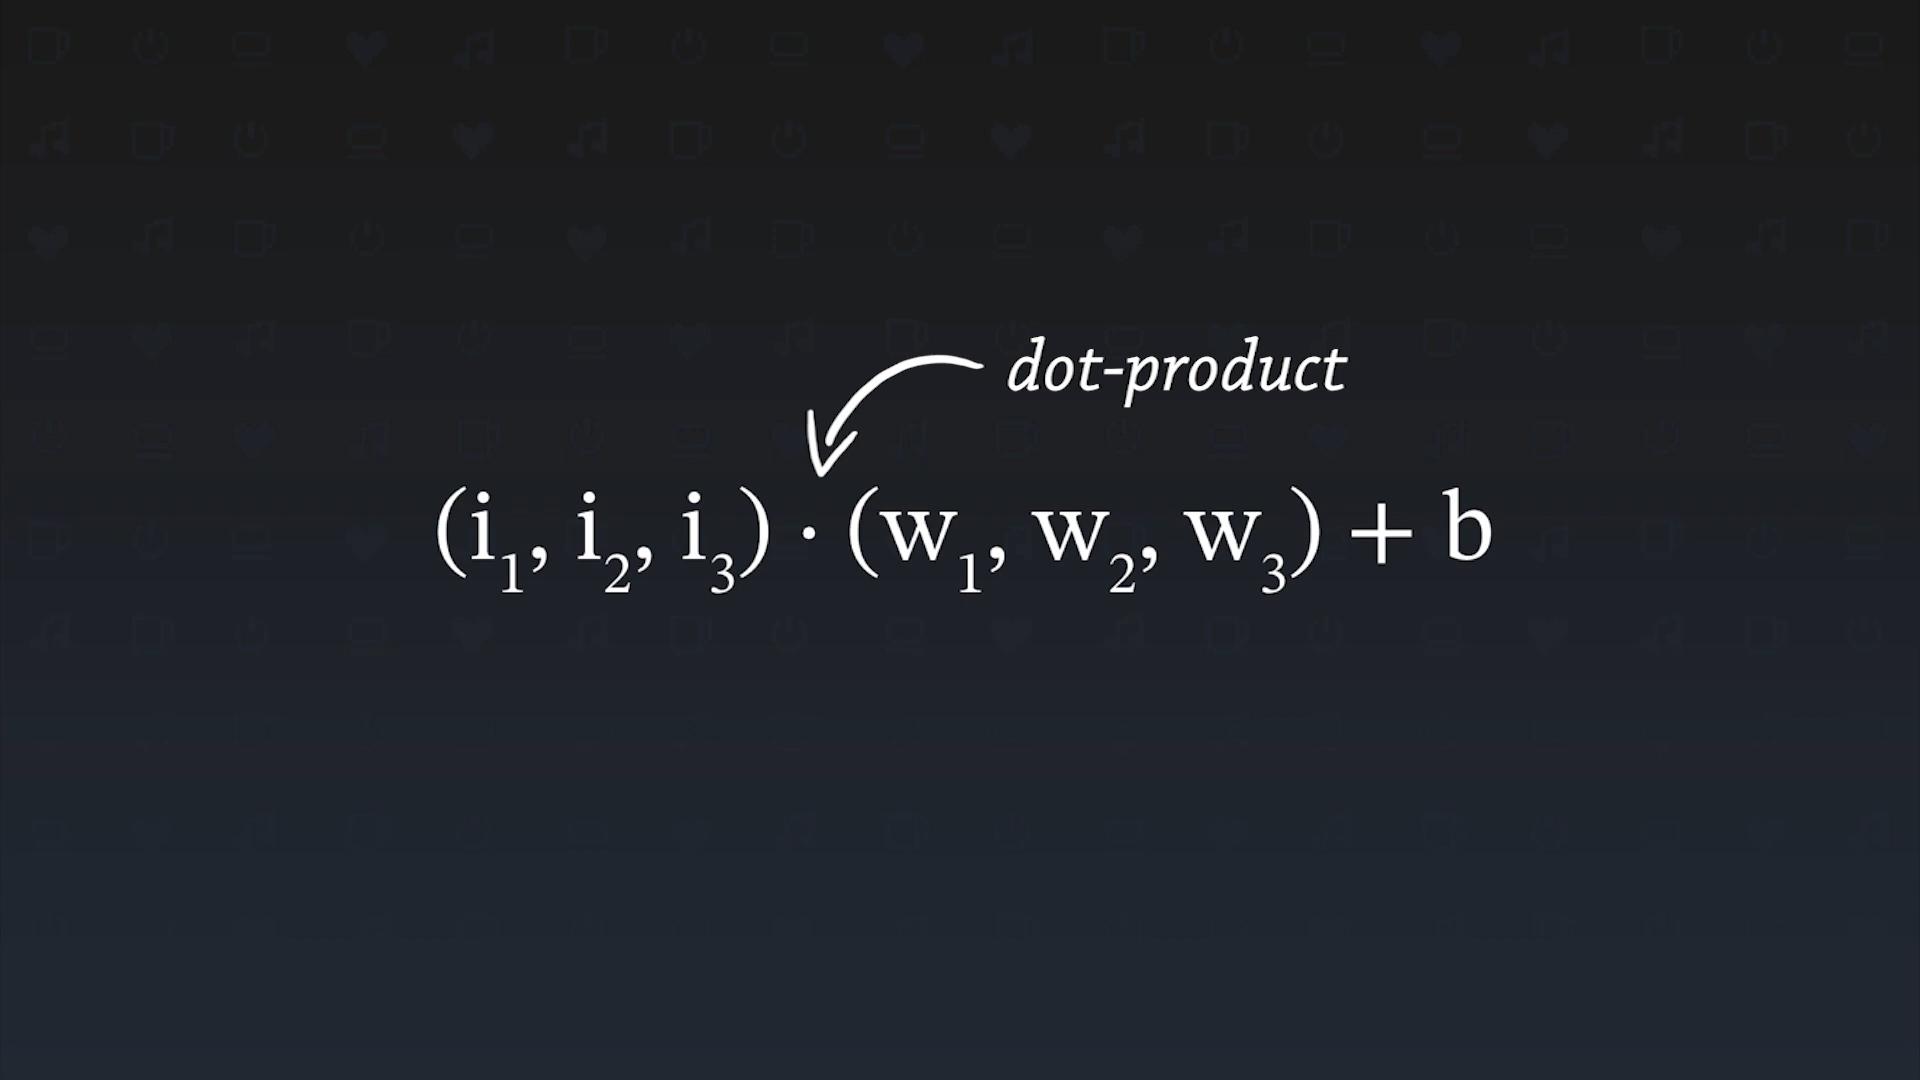 dot-product
(i₁, i₂, i₃) · (w₁, w₂, w₃) + b